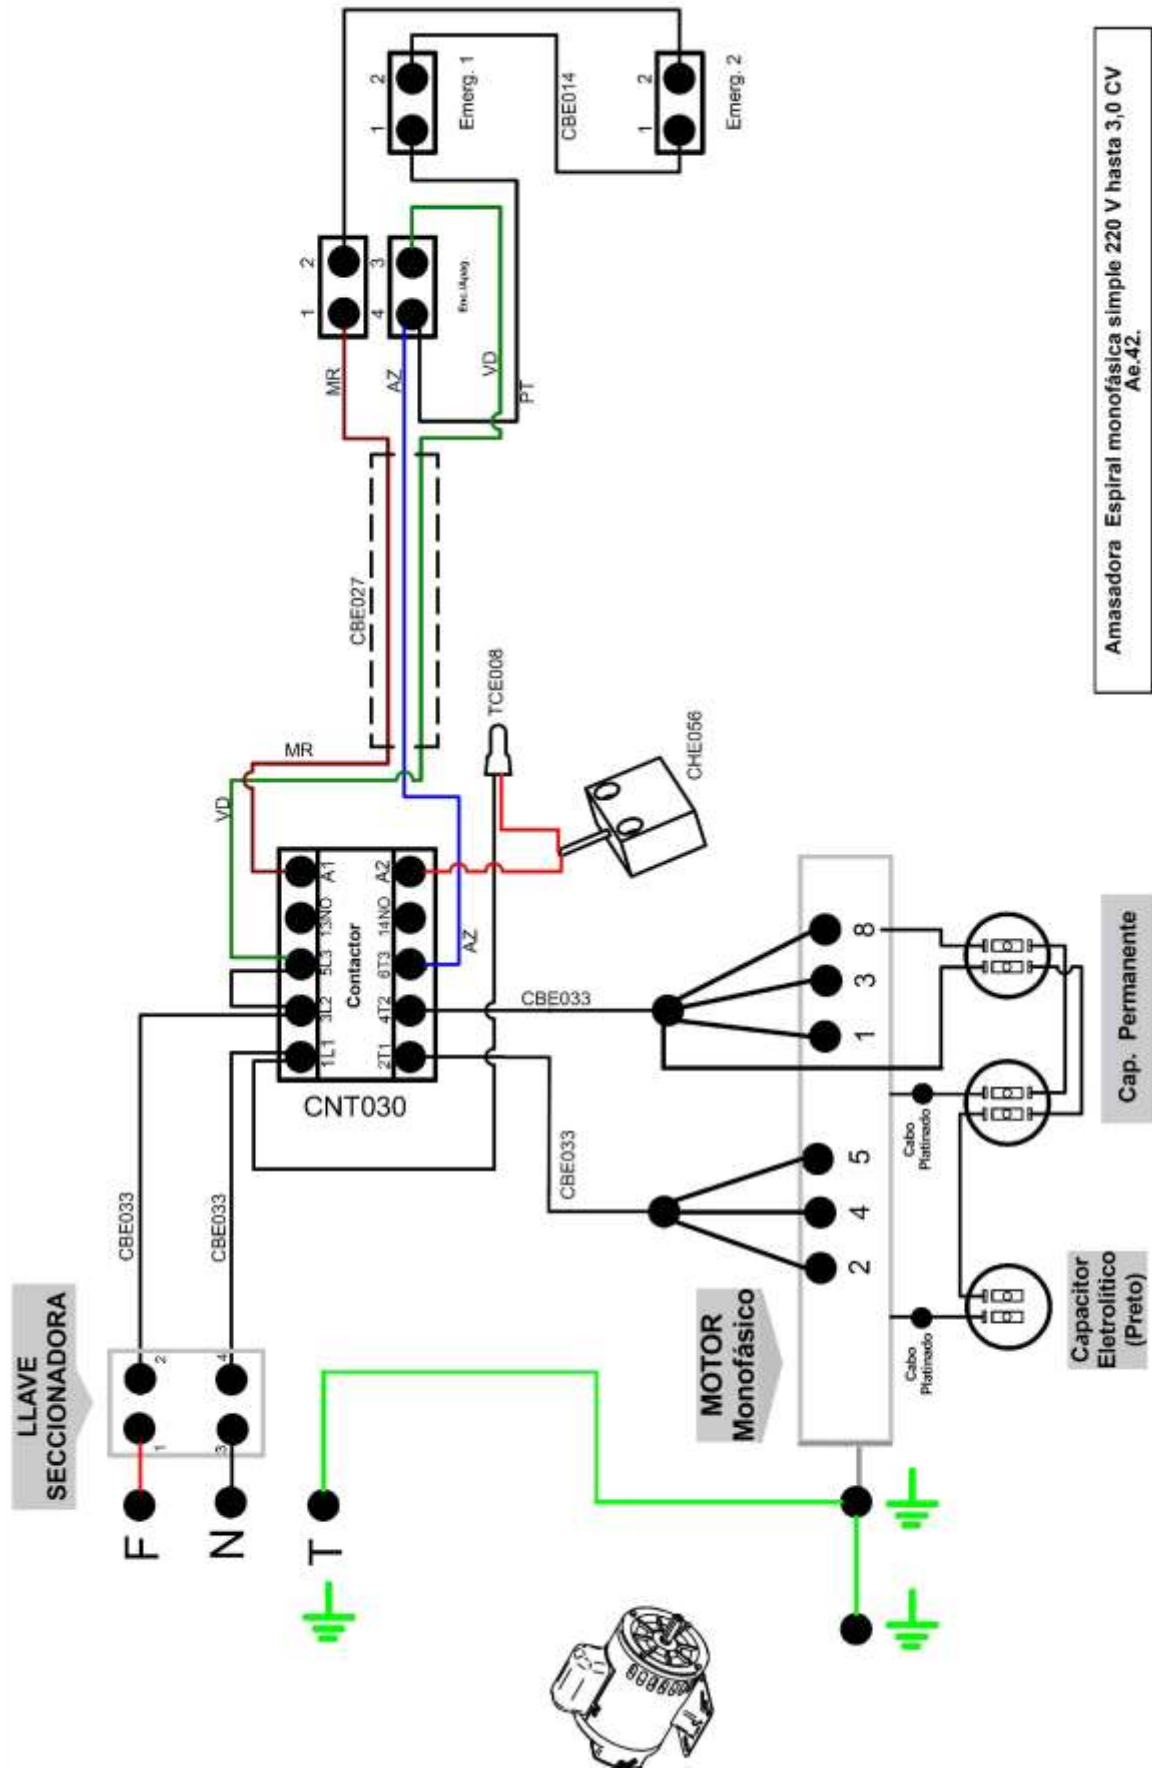 LLAVE
SECCIONADORA
F
N
T
1
2
3
4
CBE033
CBE033
VD
MR
CNT030
Contactor
1L1
3L2
5L3
13NO
A1
2T1
4T2
6T3
14NO
A2
AZ
CBE033
CBE033
TCE008
CHE056
CBE027
MR
AZ
VD
PT
1
2
4
3
Enc./Apag.
1
2
Emerg. 1
CBE014
1
2
Emerg. 2
MOTOR
Monofásico
2
4
5
1
3
8
Cabo
Platinado
Cabo
Platinado
Capacitor
Eletrolítico
(Preto)
Cap. Permanente
Amasadora Espiral monofásica simple 220 V hasta 3,0 CV
Ae.42.